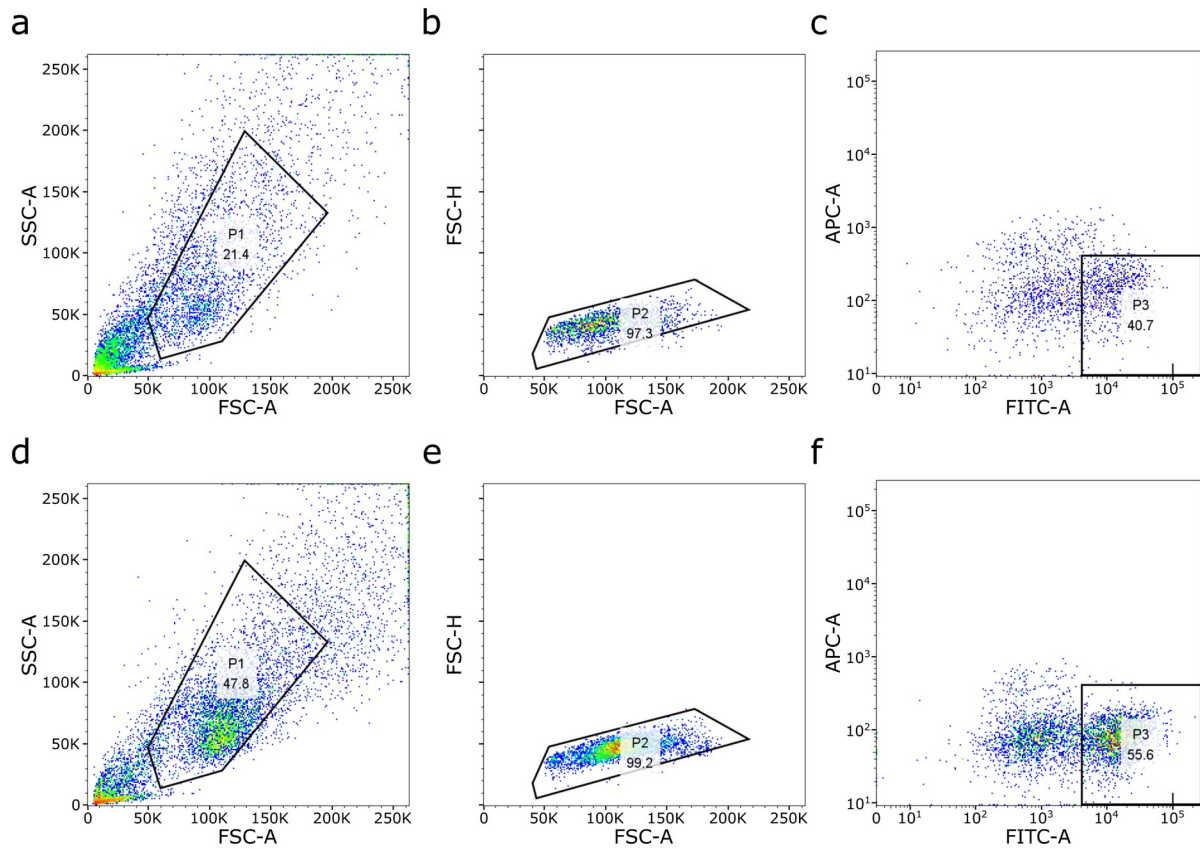 a
b
c
250K
200K
150K
100K
50K
0
SSC-A
P1
21.4
0 50K 100K 150K 200K 250K
FSC-A
FSC-H
P2
97.3
0 50K 100K 150K 200K 250K
FSC-A
10⁵
10⁴
10³
10²
10¹
APC-A
P3
40.7
0 10¹ 10² 10³ 10⁴ 10⁵
FITC-A
d
e
f
250K
200K
150K
100K
50K
0
SSC-A
P1
47.8
0 50K 100K 150K 200K 250K
FSC-A
FSC-H
P2
99.2
0 50K 100K 150K 200K 250K
FSC-A
10⁵
10⁴
10³
10²
10¹
APC-A
P3
55.6
0 10¹ 10² 10³ 10⁴ 10⁵
FITC-A